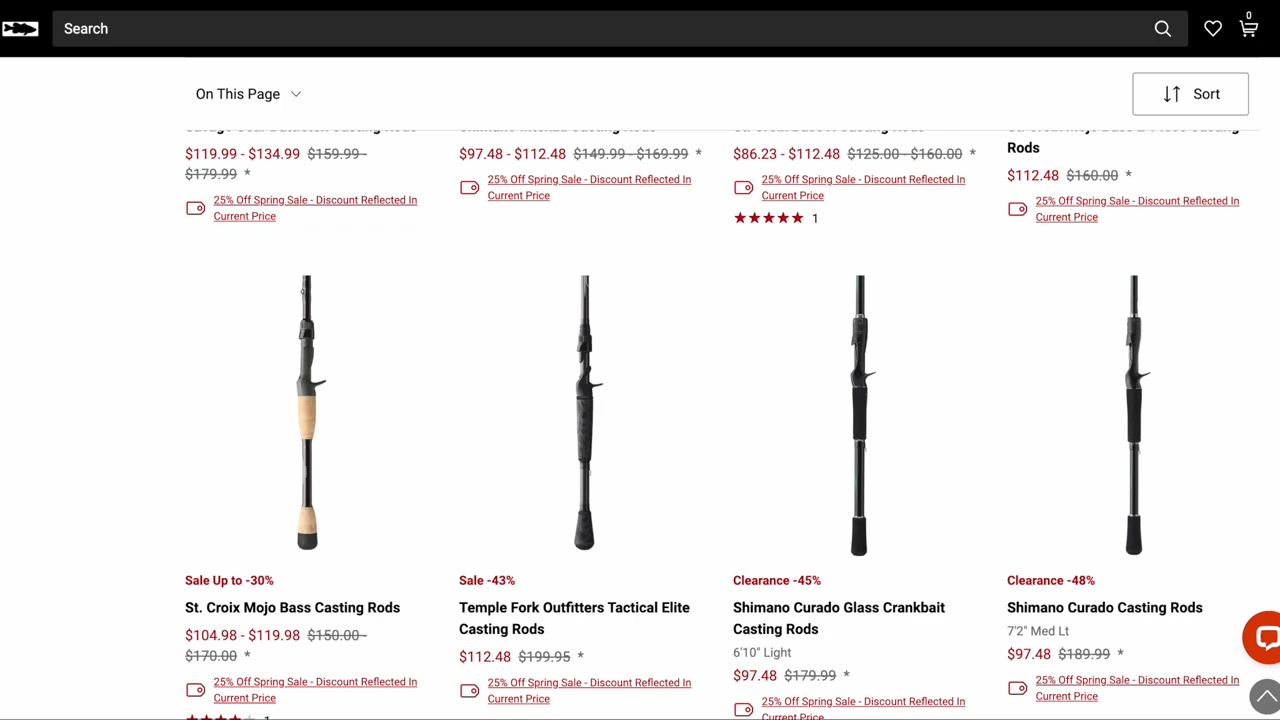 0
Search
On This Page
Sort
Rods
$119.99 - $134.99 $159.99 -
$179.99 *
25% Off Spring Sale - Discount Reflected In
Current Price
$97.48 - $112.48 $149.99 - $169.99 *
25% Off Spring Sale - Discount Reflected In
Current Price
$86.23 - $112.48 $125.00 - $160.00 *
25% Off Spring Sale - Discount Reflected In
Current Price
★★★★★ 1
$112.48 $160.00 *
25% Off Spring Sale - Discount Reflected In
Current Price
Sale Up to -30%
St. Croix Mojo Bass Casting Rods
$104.98 - $119.98 $150.00 -
$170.00 *
25% Off Spring Sale - Discount Reflected In
Current Price
Sale -43%
Temple Fork Outfitters Tactical Elite
Casting Rods
$112.48 $199.95 *
25% Off Spring Sale - Discount Reflected In
Current Price
Clearance -45%
Shimano Curado Glass Crankbait
Casting Rods
6'10" Light
$97.48 $179.99 *
25% Off Spring Sale - Discount Reflected In
Current Price
Clearance -48%
Shimano Curado Casting Rods
7'2" Med Lt
$97.48 $189.99 *
25% Off Spring Sale - Discount Reflected In
Current Price